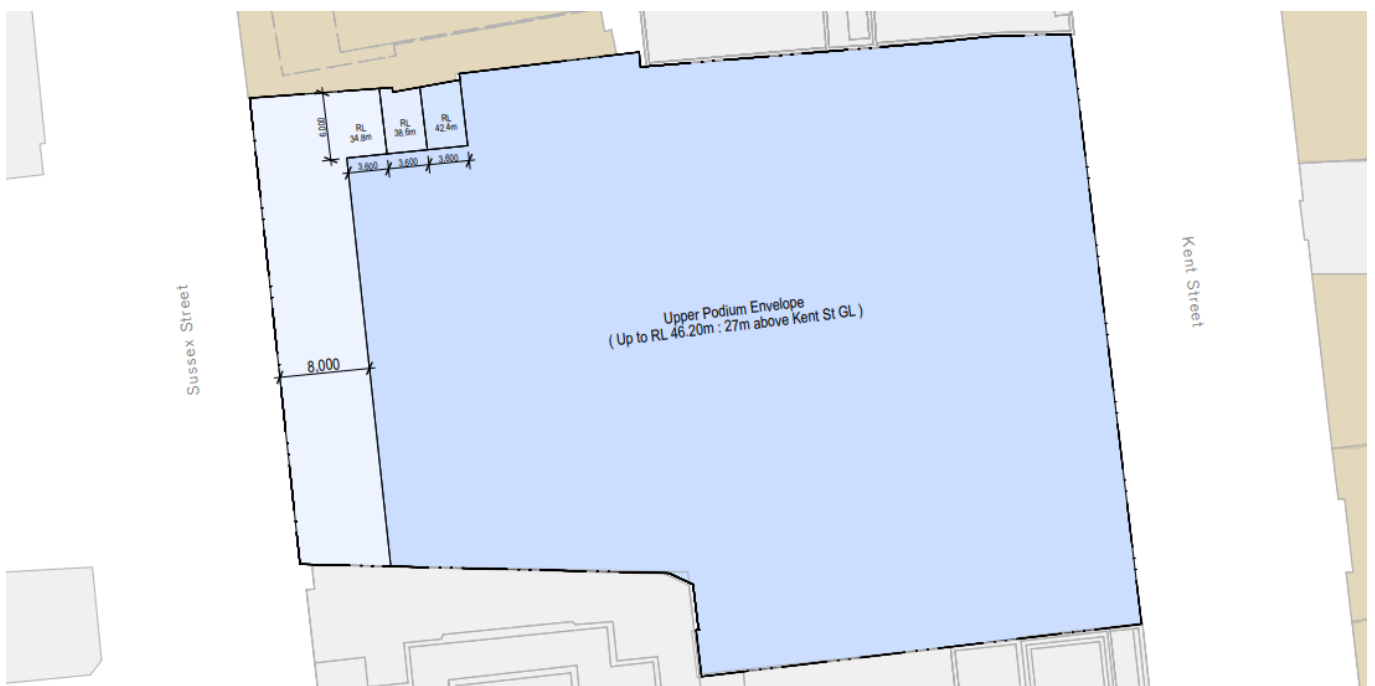 6,000
RL
34.8m
RL
38.6m
RL
42.4m
3,600
3,600
3,600
Sussex Street
8,000
Upper Podium Envelope
( Up to RL 46.20m : 27m above Kent St GL )
Kent Street